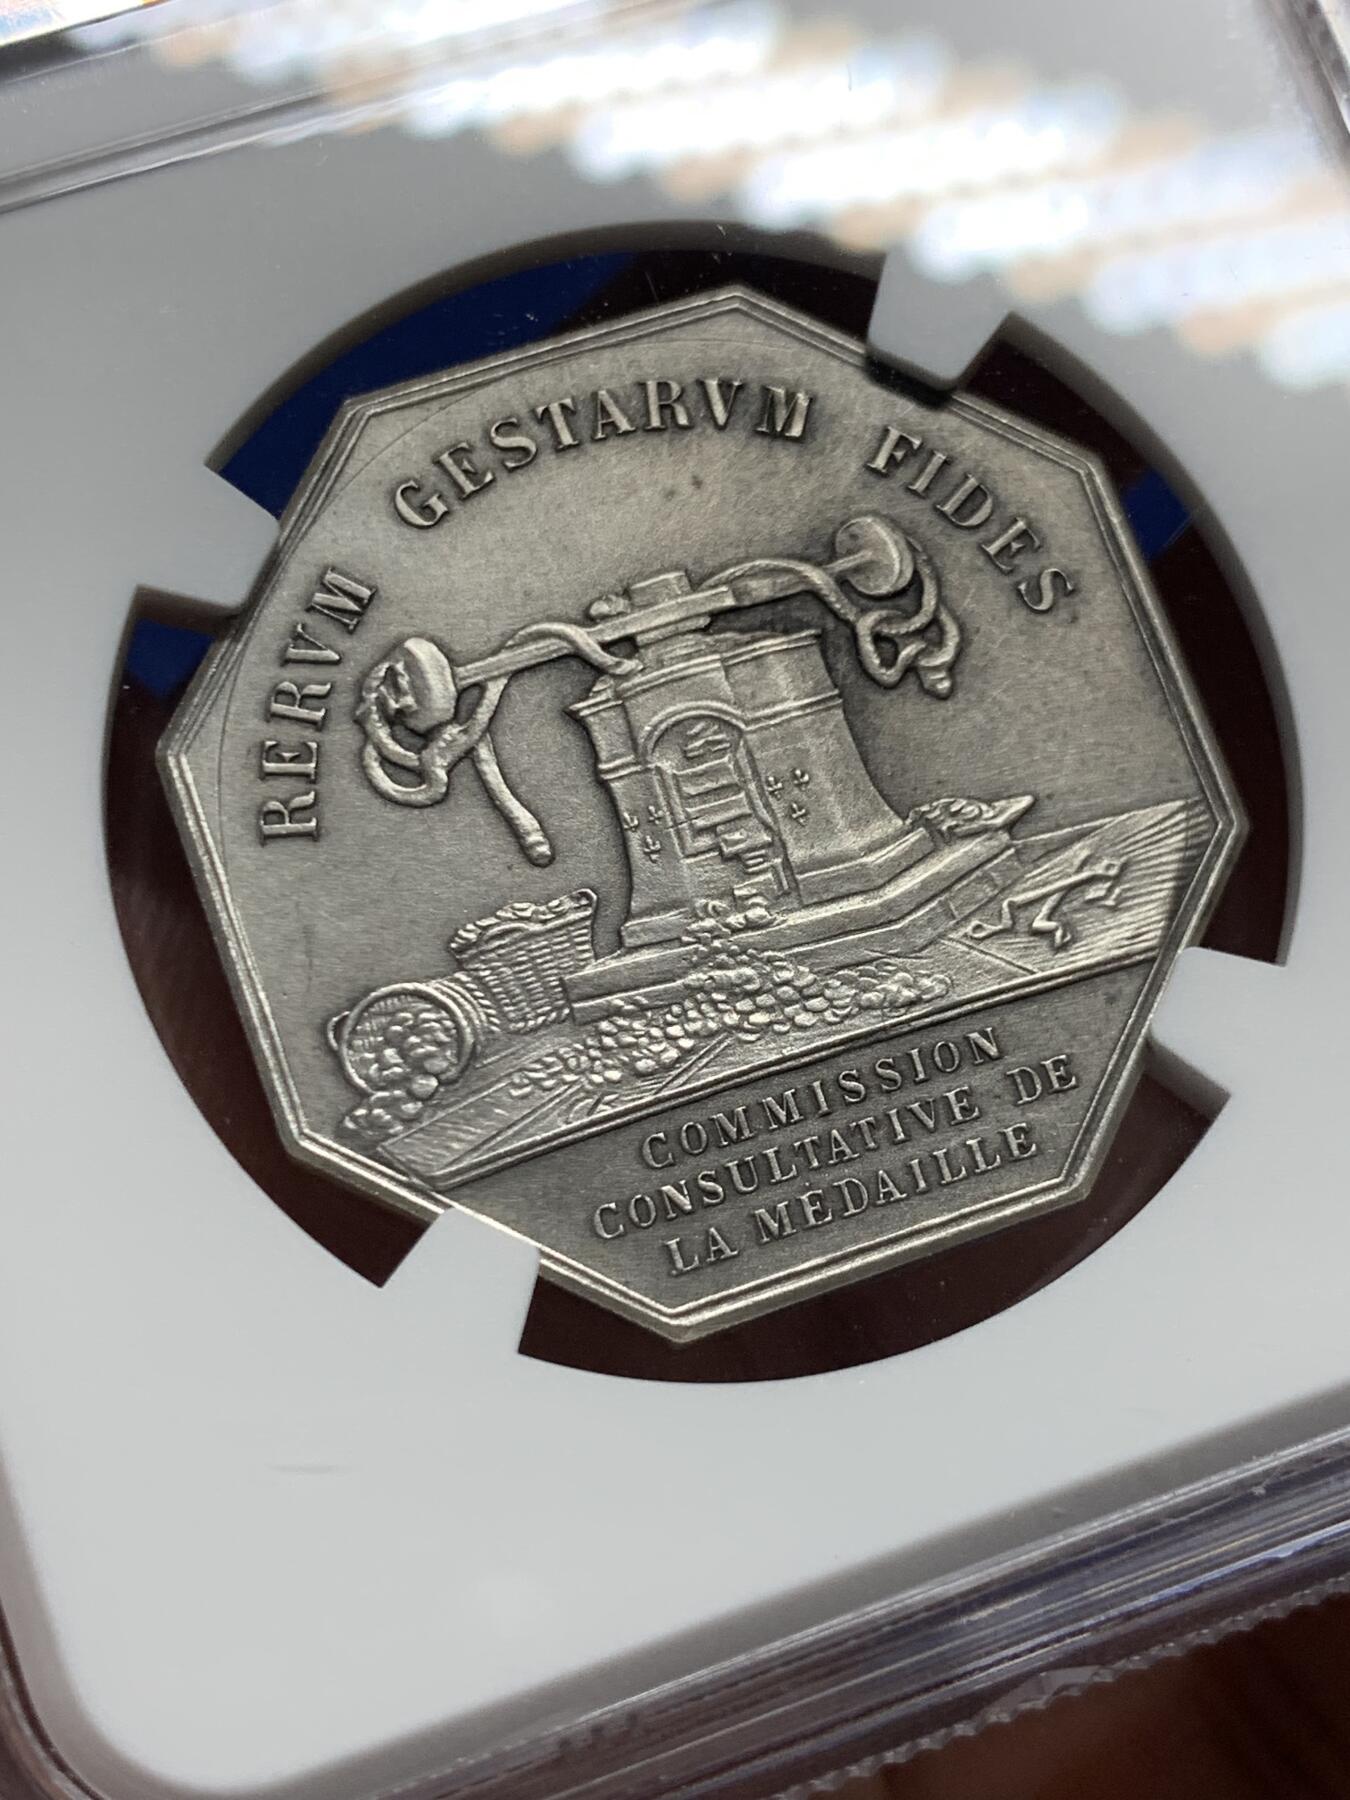 RERVM GESTARVM FIDES
COMMISSION
CONSULTATIVE DE
LA MÉDAILLE